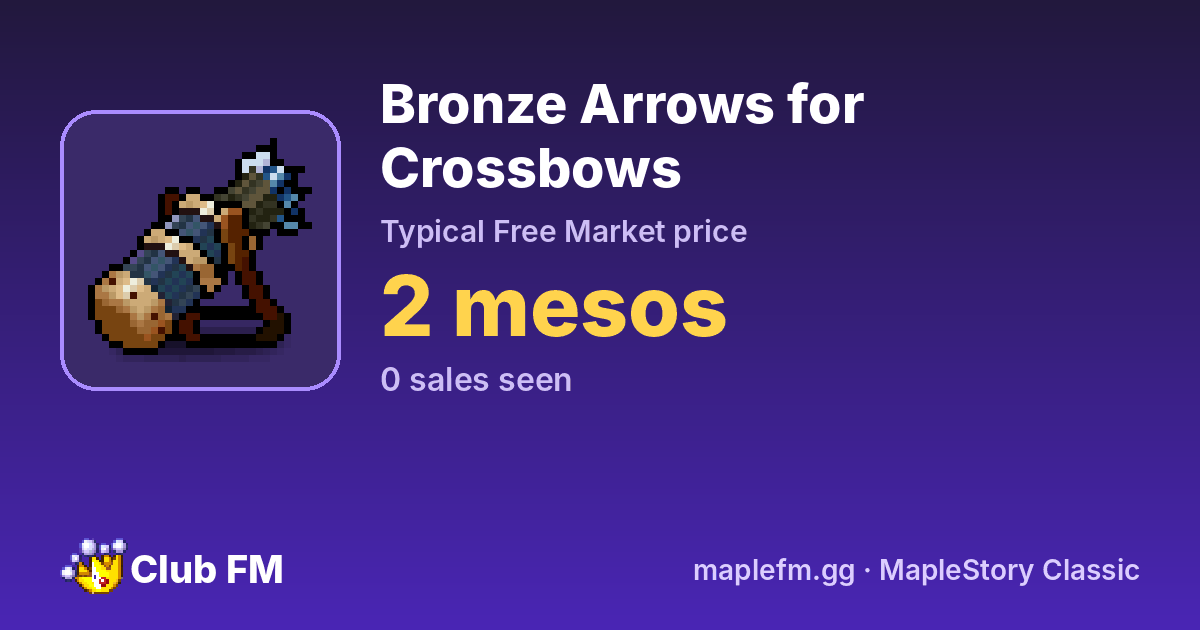 Bronze Arrows for
Crossbows
Typical Free Market price
2 mesos
0 sales seen
Club FM
maplefm.gg · MapleStory Classic